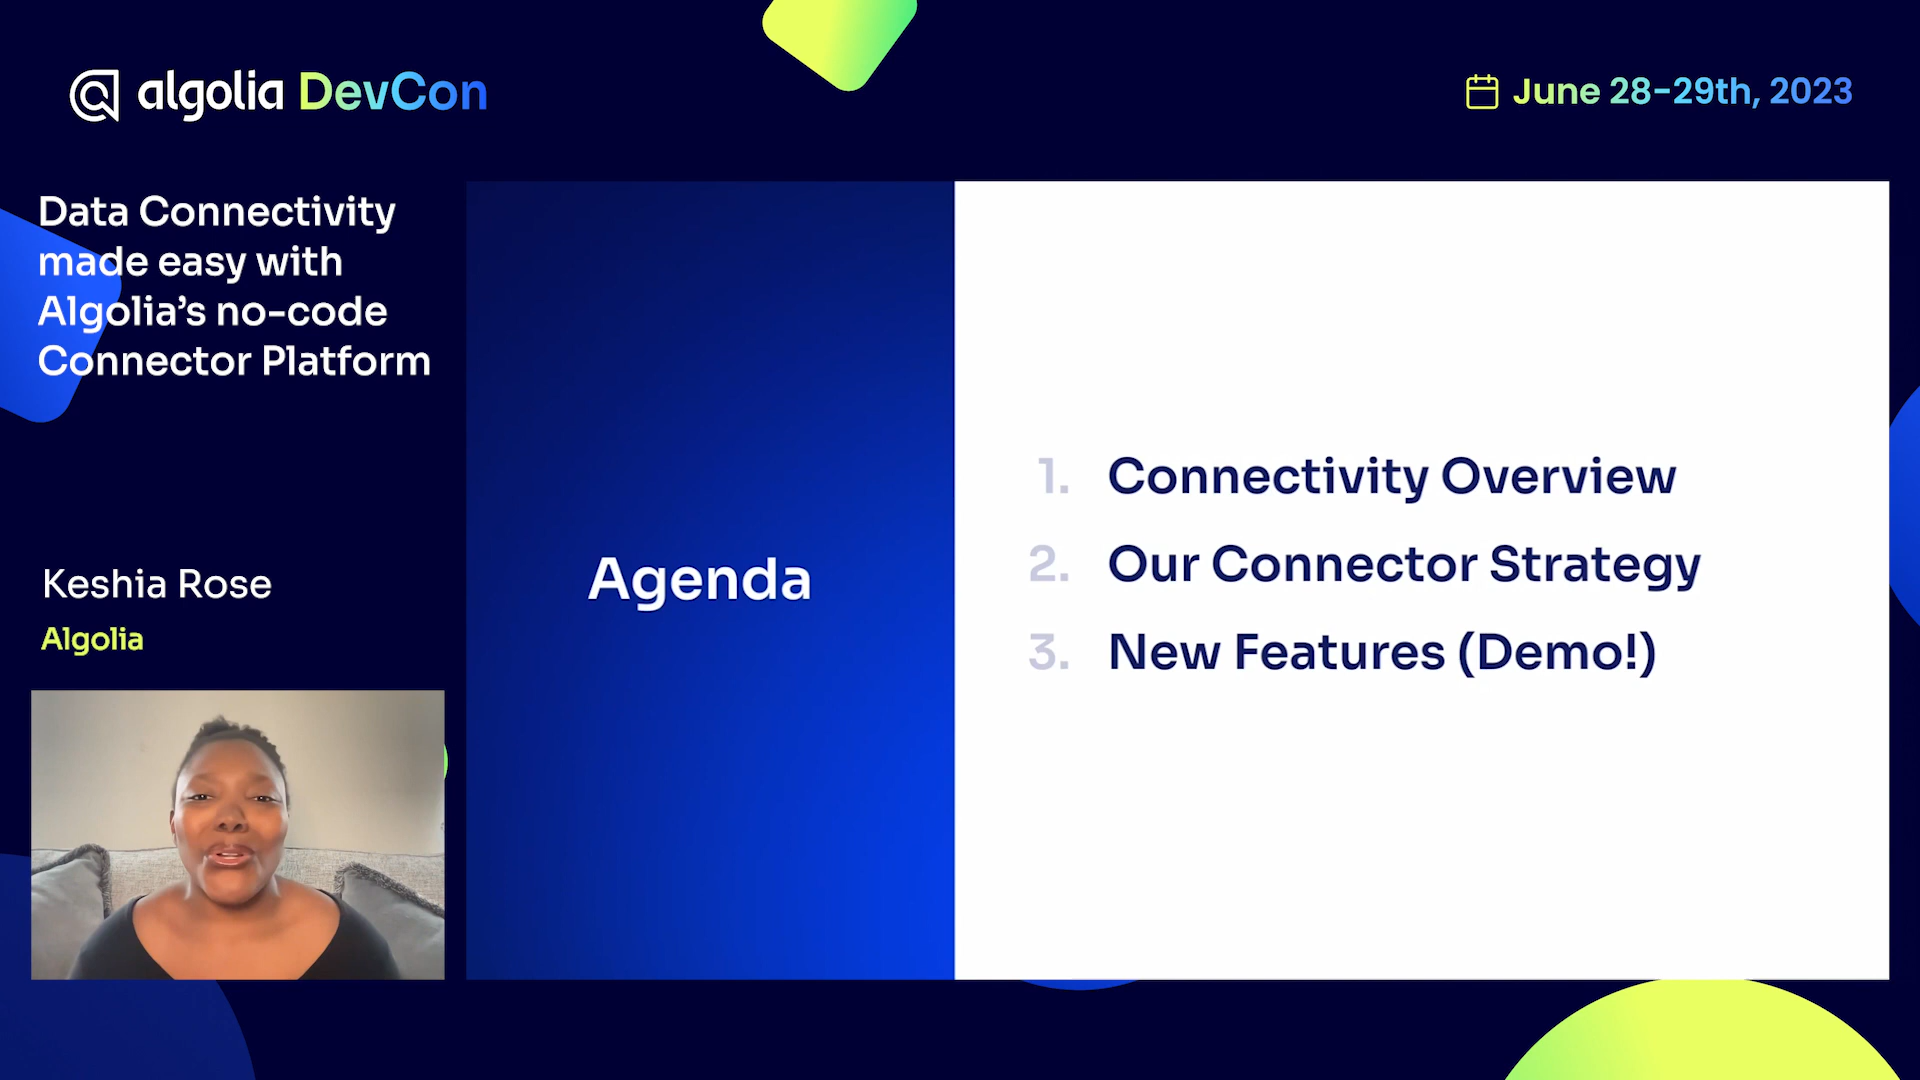 algolia DevCon
June 28-29th, 2023
Data Connectivity
made easy with
Algolia’s no-code
Connector Platform
Keshia Rose
Algolia
Agenda
1. Connectivity Overview
2. Our Connector Strategy
3. New Features (Demo!)